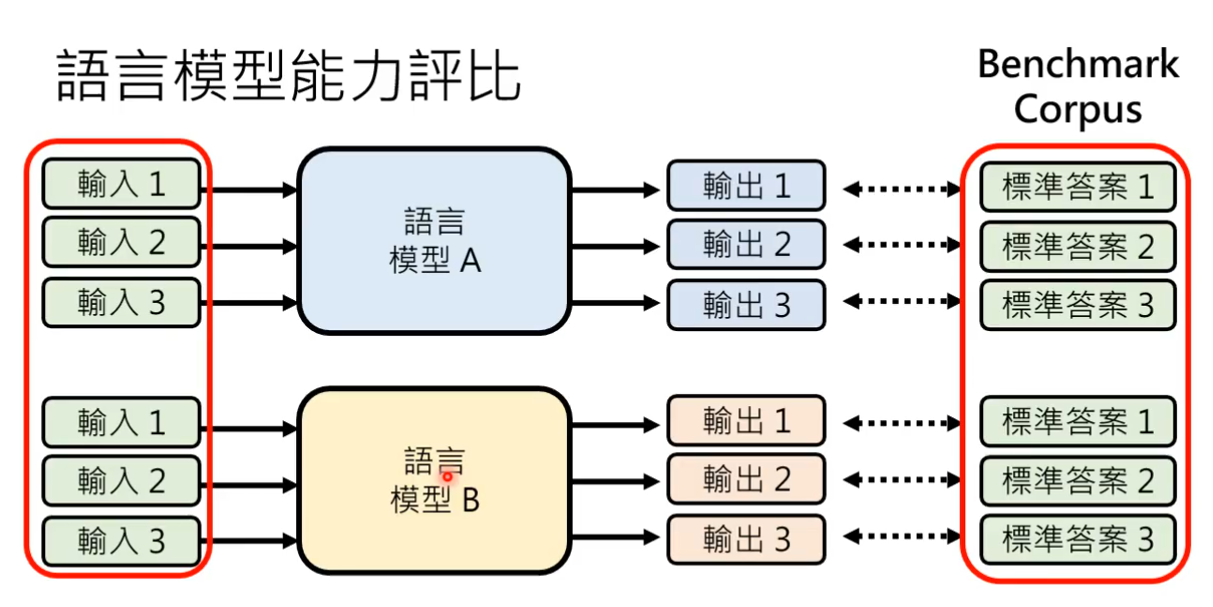 語言模型能力評比
Benchmark
Corpus
輸入 1
輸入 2
輸入 3
語言
模型 A
輸出 1
輸出 2
輸出 3
標準答案 1
標準答案 2
標準答案 3
輸入 1
輸入 2
輸入 3
語言
模型 B
輸出 1
輸出 2
輸出 3
標準答案 1
標準答案 2
標準答案 3